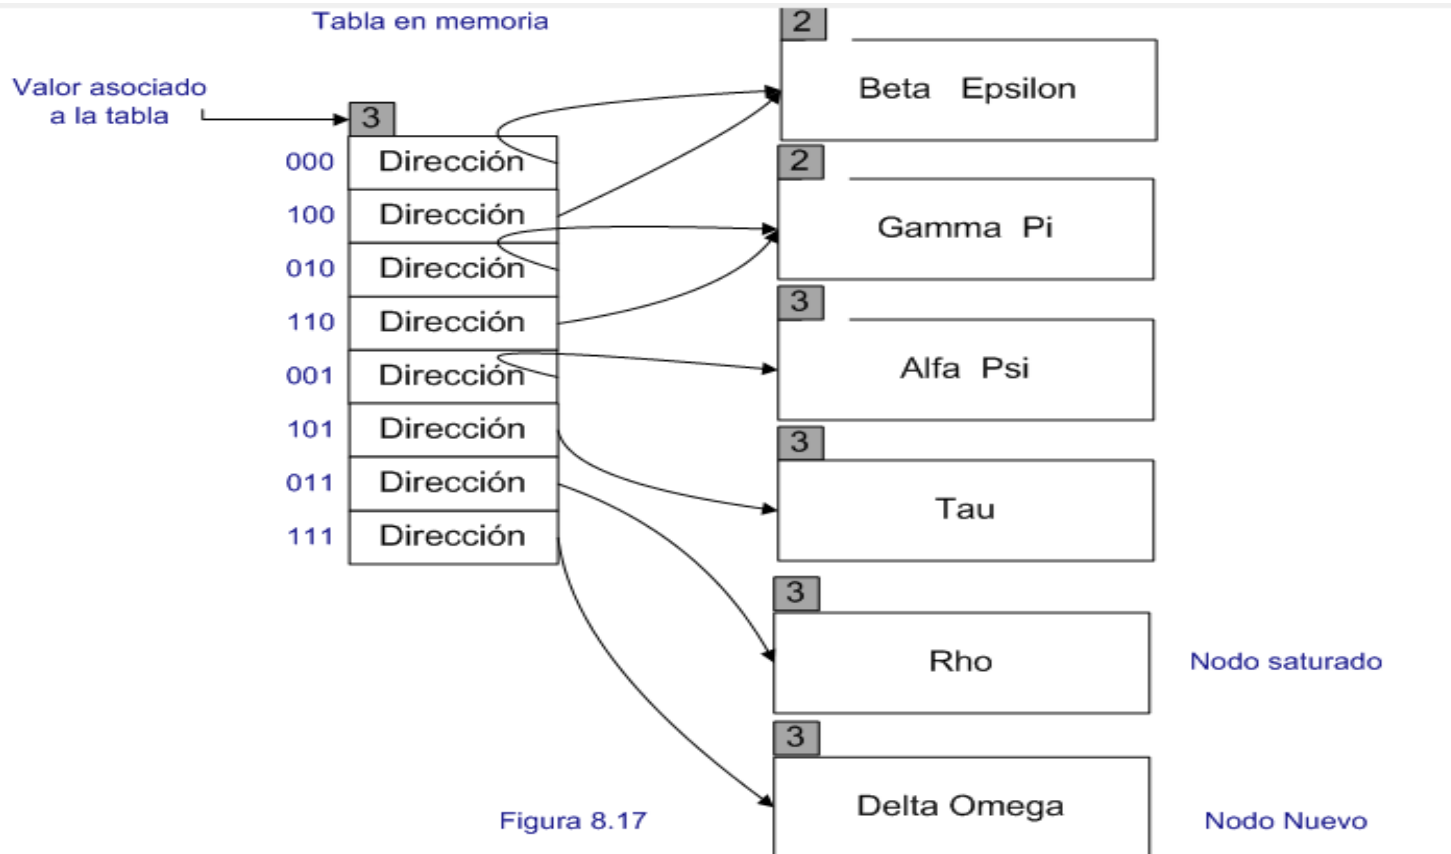 Tabla en memoria
Valor asociado
a la tabla
3
000 Dirección
100 Dirección
010 Dirección
110 Dirección
001 Dirección
101 Dirección
011 Dirección
111 Dirección
2
Beta Epsilon
2
Gamma Pi
3
Alfa Psi
3
Tau
3
Rho
Nodo saturado
3
Delta Omega
Nodo Nuevo
Figura 8.17